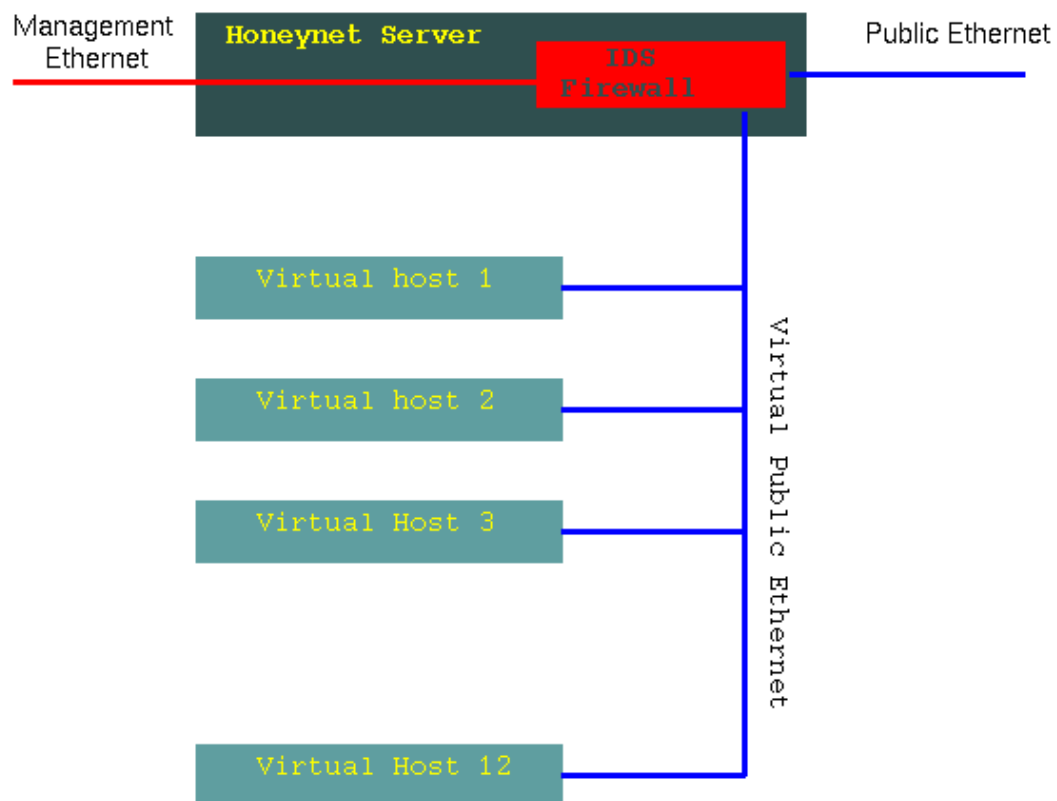 Management
Ethernet
Honeynet Server
IDS
Firewall
Public Ethernet
Virtual host 1
Virtual host 2
Virtual Host 3
Virtual Public Ethernet
Virtual Host 12